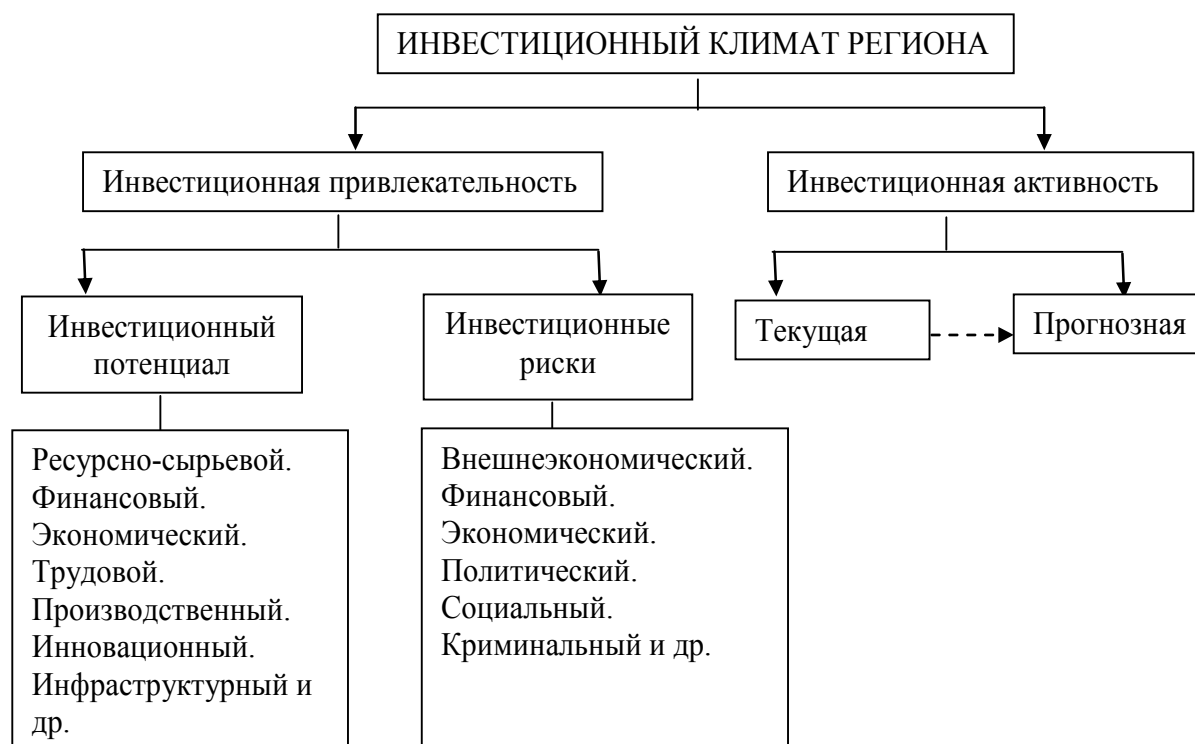 ИНВЕСТИЦИОННЫЙ КЛИМАТ РЕГИОНА
Инвестиционная привлекательность
Инвестиционная активность
Инвестиционный
потенциал
Инвестиционные
риски
Текущая
Прогнозная
Ресурсно-сырьевой.
Финансовый.
Экономический.
Трудовой.
Производственный.
Инновационный.
Инфраструктурный и
др.
Внешнеэкономический.
Финансовый.
Экономический.
Политический.
Социальный.
Криминальный и др.